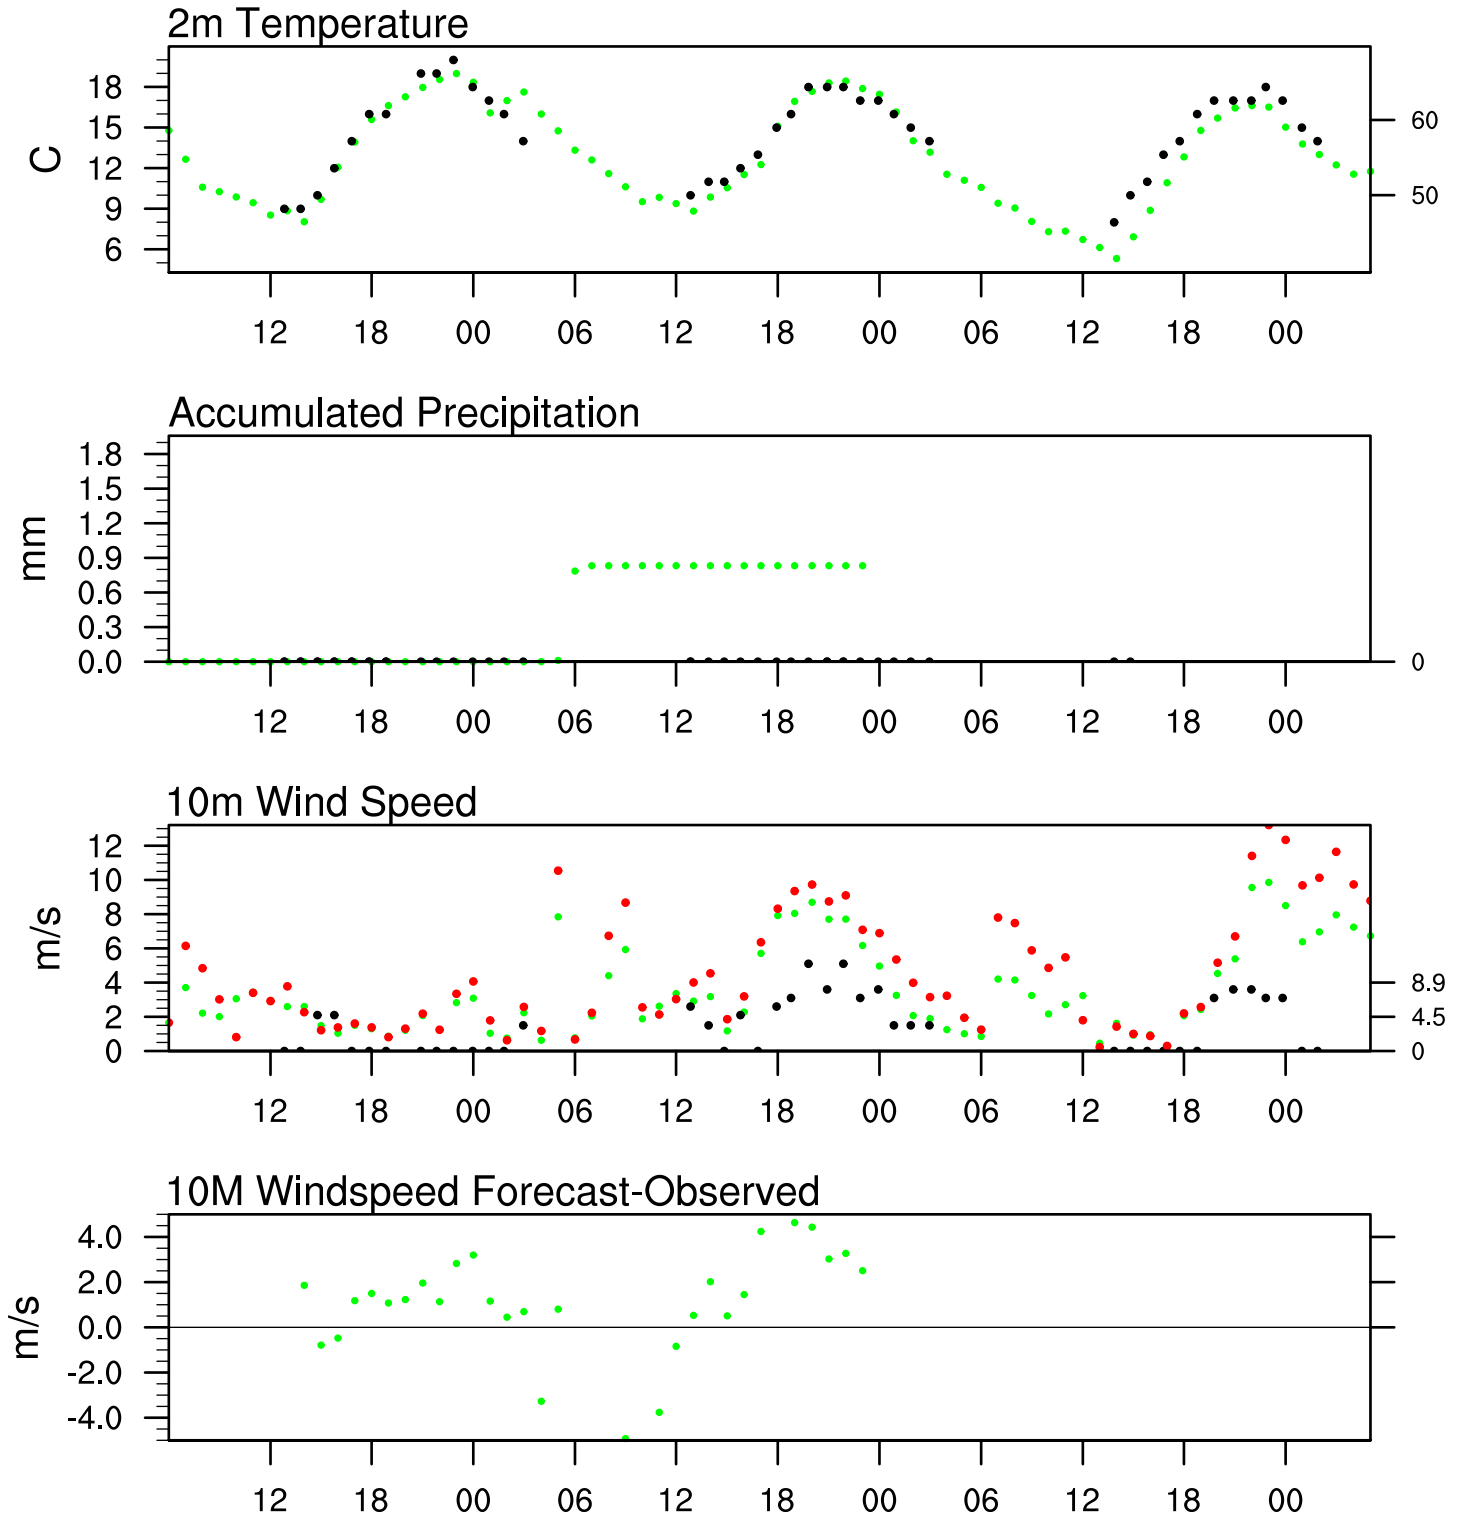 2m Temperature
18
15
12
9
6
C
60
50
12 18 00 06 12 18 00 06 12 18 00
Accumulated Precipitation
1.8
1.5
1.2
0.9
0.6
0.3
0.0
mm
0
12 18 00 06 12 18 00 06 12 18 00
10m Wind Speed
12
10
8
6
4
2
0
m/s
8.9
4.5
0
12 18 00 06 12 18 00 06 12 18 00
10M Windspeed Forecast-Observed
4.0
2.0
0.0
-2.0
-4.0
m/s
12 18 00 06 12 18 00 06 12 18 00